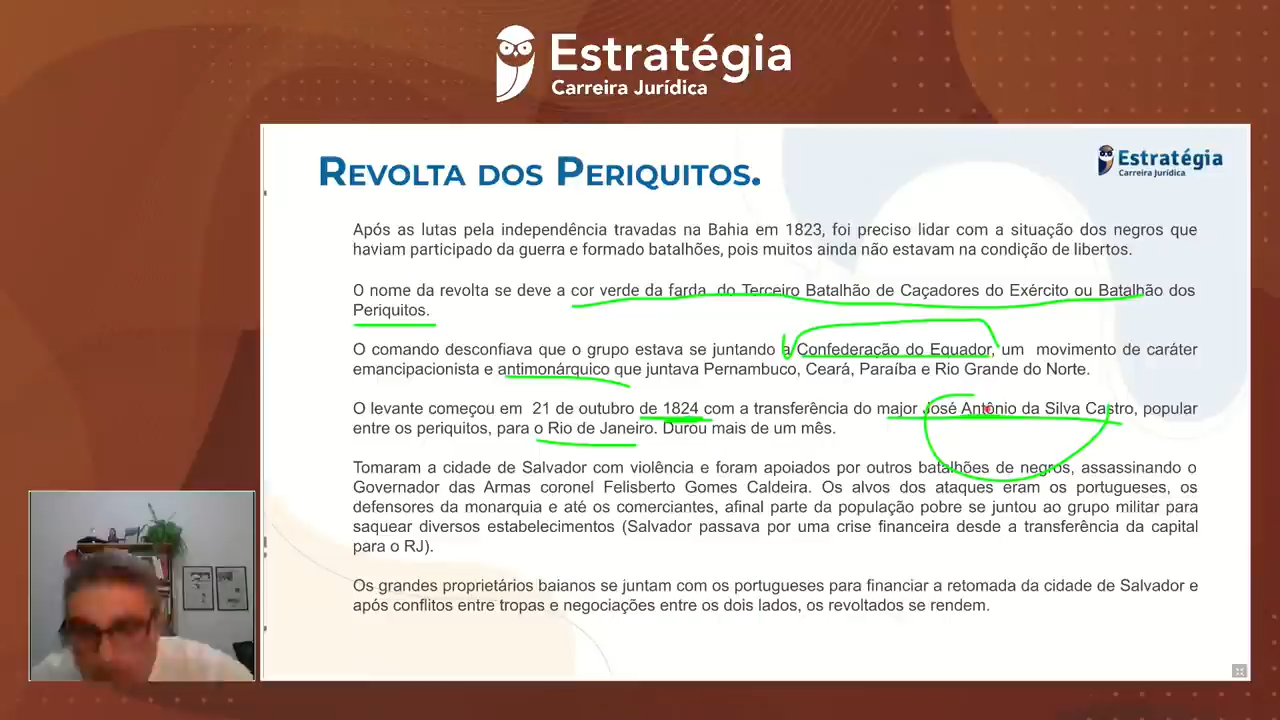 Estratégia
Carreira Jurídica
REVOLTA DOS PERIQUITOS.
Estratégia
Carreira Jurídica
Após as lutas pela independência travadas na Bahia em 1823, foi preciso lidar com a situação dos negros que
haviam participado da guerra e formado batalhões, pois muitos ainda não estavam na condição de libertos.
O nome da revolta se deve a cor verde da farda do Terceiro Batalhão de Caçadores do Exército ou Batalhão dos
Periquitos.
O comando desconfiava que o grupo estava se juntando a Confederação do Equador, um movimento de caráter
emancipacionista e antimonárquico que juntava Pernambuco, Ceará, Paraíba e Rio Grande do Norte.
O levante começou em 21 de outubro de 1824 com a transferência do major José Antônio da Silva Castro, popular
entre os periquitos, para o Rio de Janeiro. Durou mais de um mês.
Tomaram a cidade de Salvador com violência e foram apoiados por outros batalhões de negros, assassinando o
Governador das Armas coronel Felisberto Gomes Caldeira. Os alvos dos ataques eram os portugueses, os
defensores da monarquia e até os comerciantes, afinal parte da população pobre se juntou ao grupo militar para
saquear diversos estabelecimentos (Salvador passava por uma crise financeira desde a transferência da capital
para o RJ).
Os grandes proprietários baianos se juntam com os portugueses para financiar a retomada da cidade de Salvador e
após conflitos entre tropas e negociações entre os dois lados, os revoltados se rendem.